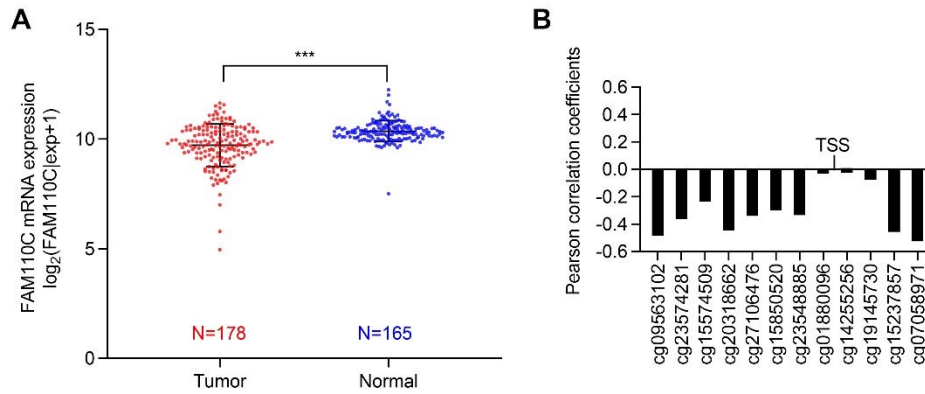 A
FAM110C mRNA expression
log2(FAM110C|exp+1)
15
10
5
0
***
N=178
N=165
Tumor
Normal
B
Pearson correlation coefficients
0.6
0.4
0.2
0.0
-0.2
-0.4
-0.6
TSS
cg09563102
cg23574281
cg15574509
cg20318662
cg27106476
cg15850520
cg23548885
cg01880096
cg14255256
cg19145730
cg15237857
cg07058971